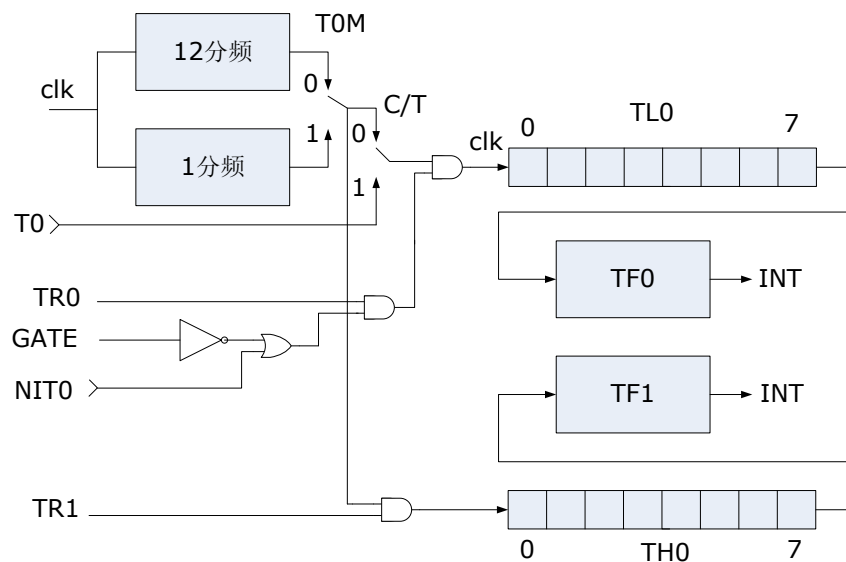 T0M
12分频
clk
0
C/T
TL0
0
7
1
0
clk
1分频
1
T0
TF0
INT
TR0
GATE
NIT0
TF1
INT
TR1
0
TH0
7